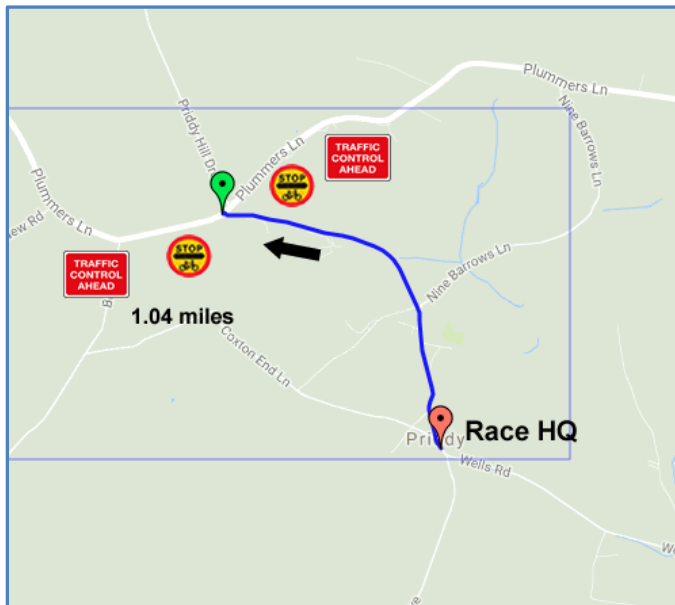 Plummers Ln
Nine Barrows Ln
Priddy Hill Dr
Plummers Ln
STOP
TRAFFIC
CONTROL
AHEAD
Plummers Ln
STOP
TRAFFIC
CONTROL
AHEAD
1.04 miles
Nine Barrows Ln
Coxton End Ln
Priddy
Race HQ
Wells Rd